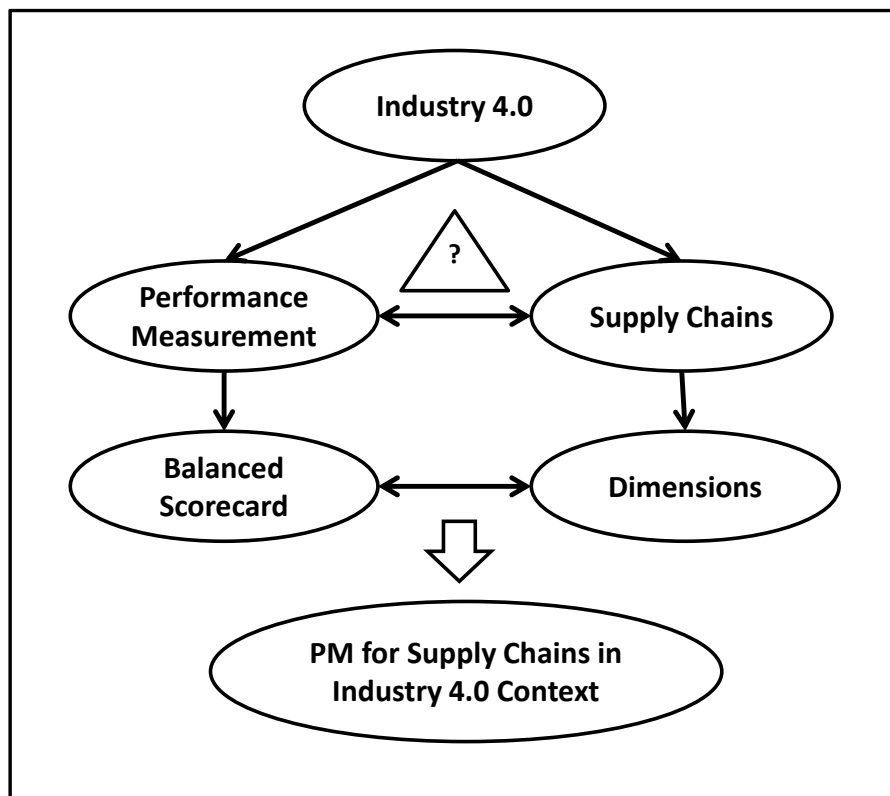 Industry 4.0
?
Performance
Measurement
Supply Chains
Balanced
Scorecard
Dimensions
PM for Supply Chains in
Industry 4.0 Context